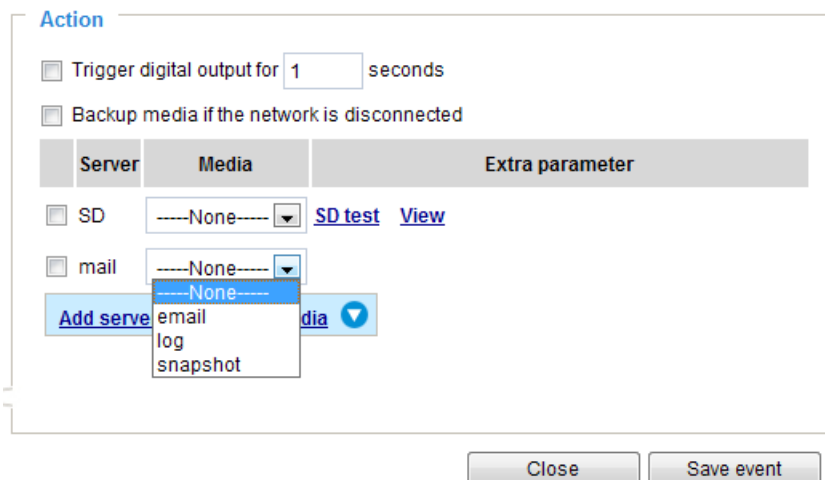 Action
Trigger digital output for 1 seconds
Backup media if the network is disconnected
Server Media Extra parameter
SD -----None----- SD test View
mail -----None-----
-----None-----
Add serve dia
email
log
snapshot
Close Save event